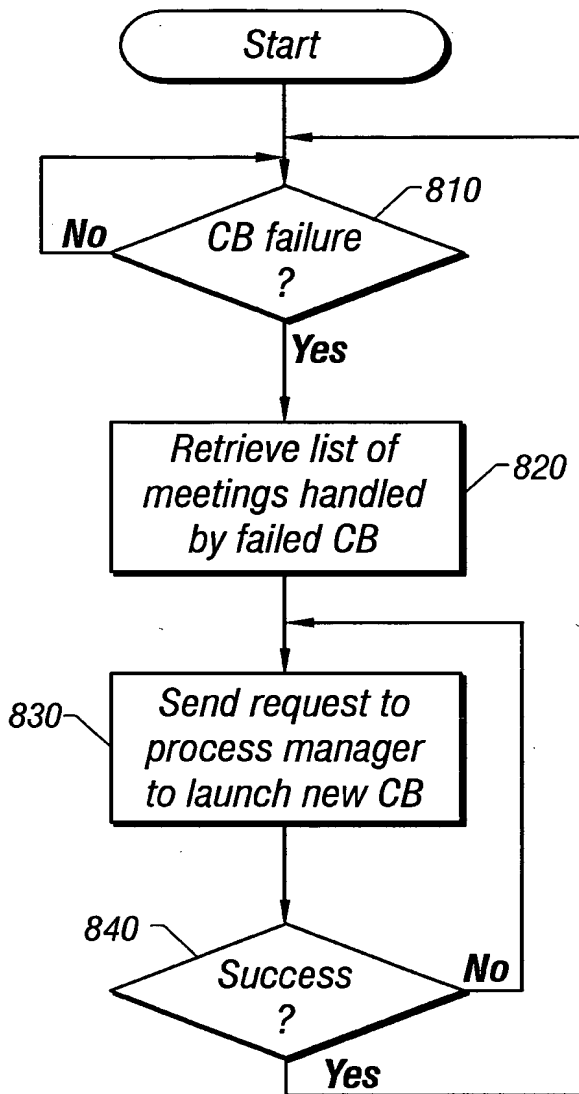 Start
810
CB failure
?
No
Yes
Retrieve list of
meetings handled
by failed CB
820
Send request to
process manager
to launch new CB
830
840
Success
?
No
Yes